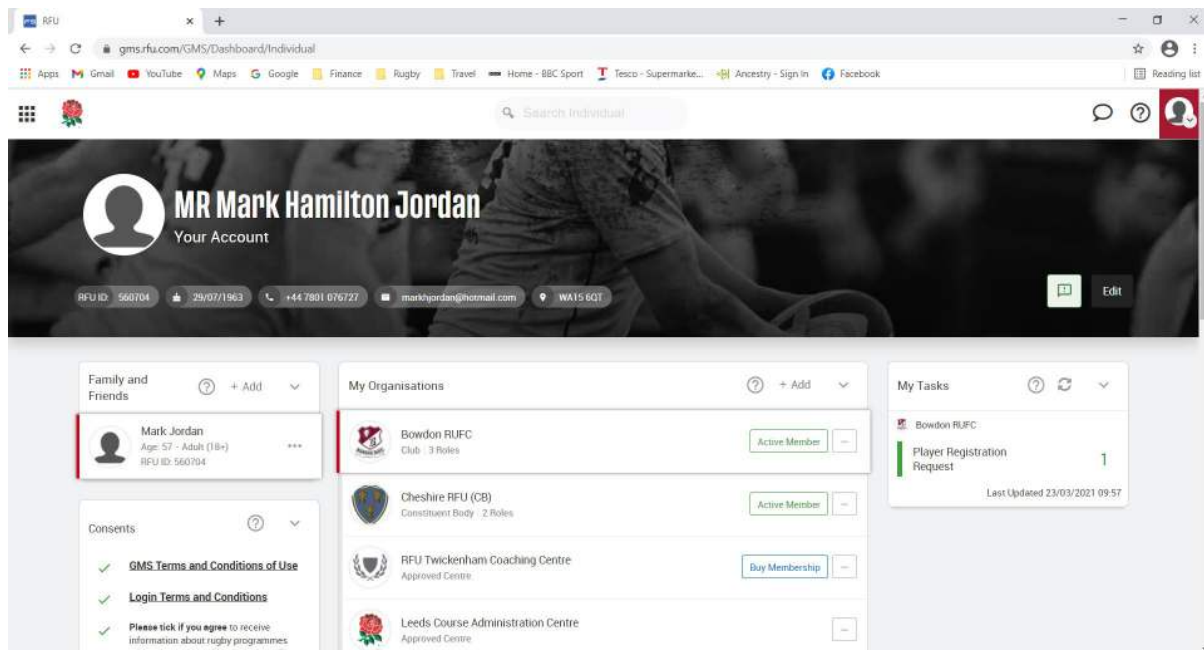 RFU
gms.rfu.com/GMS/Dashboard/Individual
Apps Gmail YouTube Maps Google Finance Rugby Travel Home - BBC Sport Tesco - Supermarke... Ancestry - Sign In Facebook Reading list
Search Individual
MR Mark Hamilton Jordan
Your Account
RFU ID: 560704 29/07/1963 +44 7801 076727 markhjordan@hotmail.com WA15 6QT
Edit
Family and Friends
+ Add
Mark Jordan
Age: 57 - Adult (18+)
RFU ID: 560704
Consents
GMS Terms and Conditions of Use
Login Terms and Conditions
Please tick if you agree to receive
information about rugby programmes
My Organisations
+ Add
Bowdon RUFC
Club 3 Roles
Active Member
Cheshire RFU (CB)
Constituent Body 2 Roles
Active Member
RFU Twickenham Coaching Centre
Approved Centre
Buy Membership
Leeds Course Administration Centre
Approved Centre
My Tasks
Bowdon RUFC
Player Registration
Request
1
Last Updated 23/03/2021 09:57